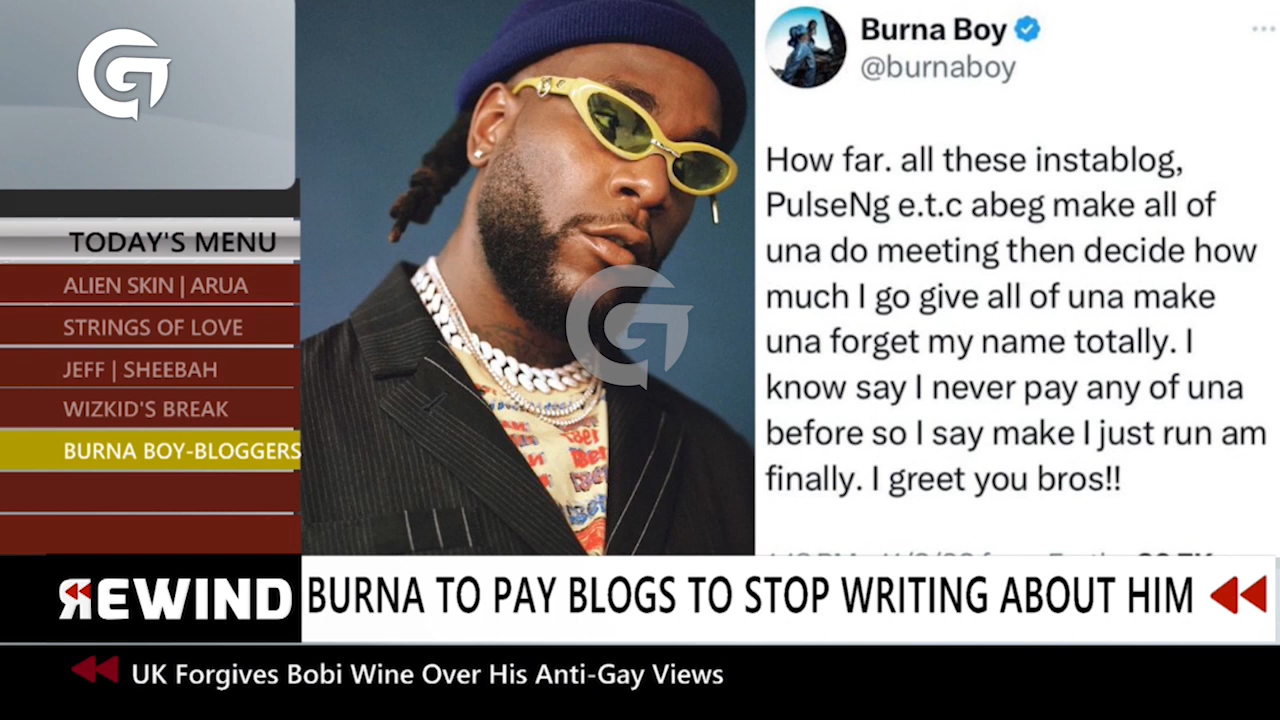 TODAY'S MENU
ALIEN SKIN | ARUA
STRINGS OF LOVE
JEFF | SHEEBAH
WIZKID'S BREAK
BURNA BOY-BLOGGERS
Burna Boy
@burnaboy
How far. all these instablog,
PulseNg e.t.c abeg make all of
una do meeting then decide how
much I go give all of una make
una forget my name totally. I
know say I never pay any of una
before so I say make I just run am
finally. I greet you bros!!
REWIND
BURNA TO PAY BLOGS TO STOP WRITING ABOUT HIM
UK Forgives Bobi Wine Over His Anti-Gay Views